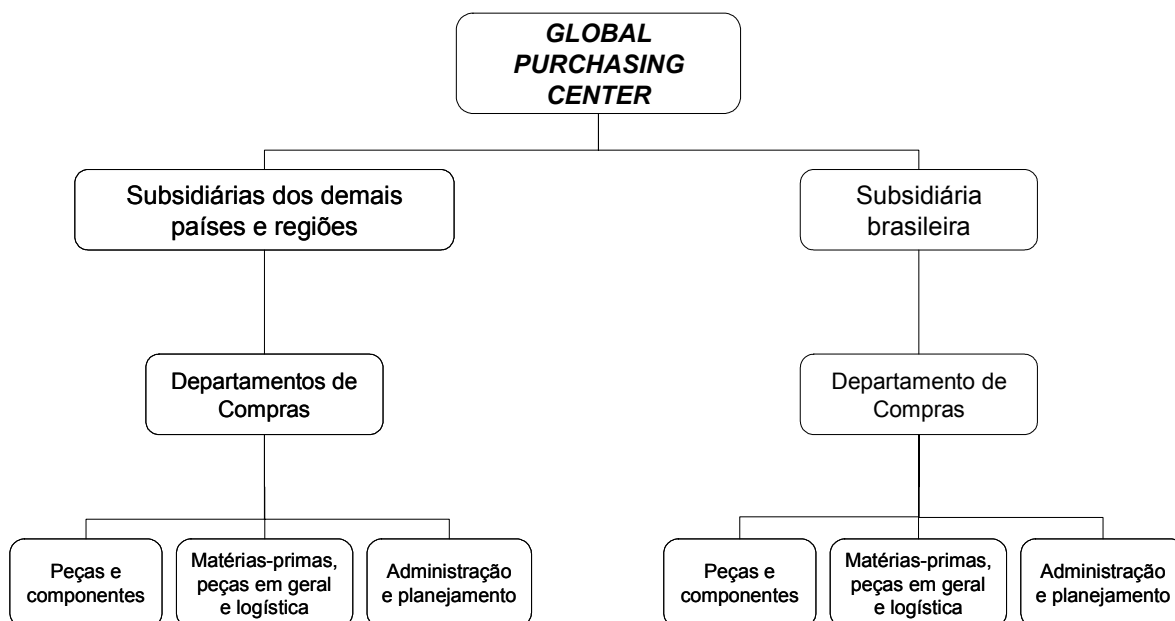 GLOBAL
PURCHASING
CENTER
Subsidiárias dos demais
países e regiões
Subsidiária
brasileira
Departamentos de
Compras
Departamento de
Compras
Peças e
componentes
Matérias-primas,
peças em geral
e logística
Administração
e planejamento
Peças e
componentes
Matérias-primas,
peças em geral
e logística
Administração
e planejamento